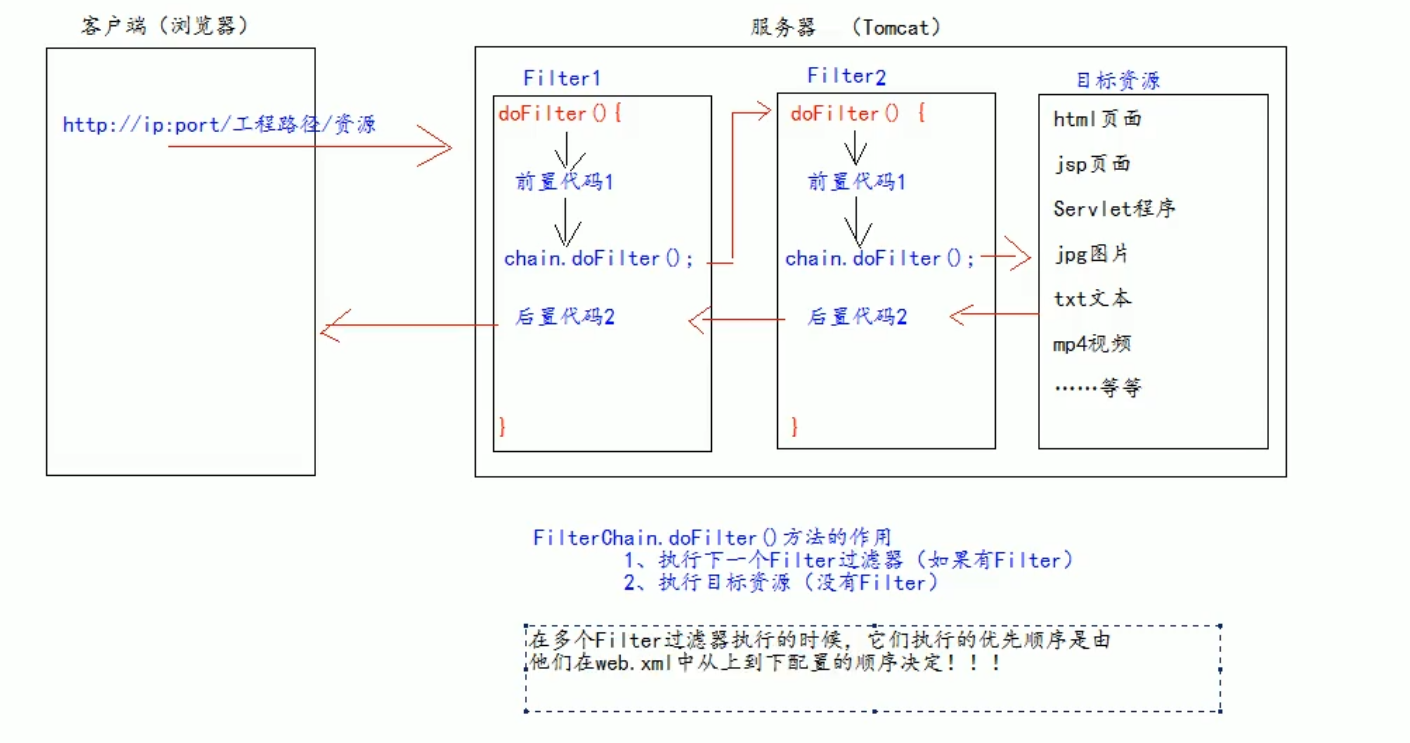 客户端（浏览器）
服务器 （Tomcat）
http://ip:port/工程路径/资源
Filter1
doFilter(){
前置代码1
chain.doFilter();
后置代码2
}
Filter2
doFilter() {
前置代码1
chain.doFilter();
后置代码2
}
目标资源
html页面
jsp页面
Servlet程序
jpg图片
txt文本
mp4视频
……等等
FilterChain.doFilter()方法的作用
1、执行下一个Filter过滤器（如果有Filter）
2、执行目标资源（没有Filter）
在多个Filter过滤器执行的时候，它们执行的优先顺序是由
他们在web.xml中从上到下配置的顺序决定！！！